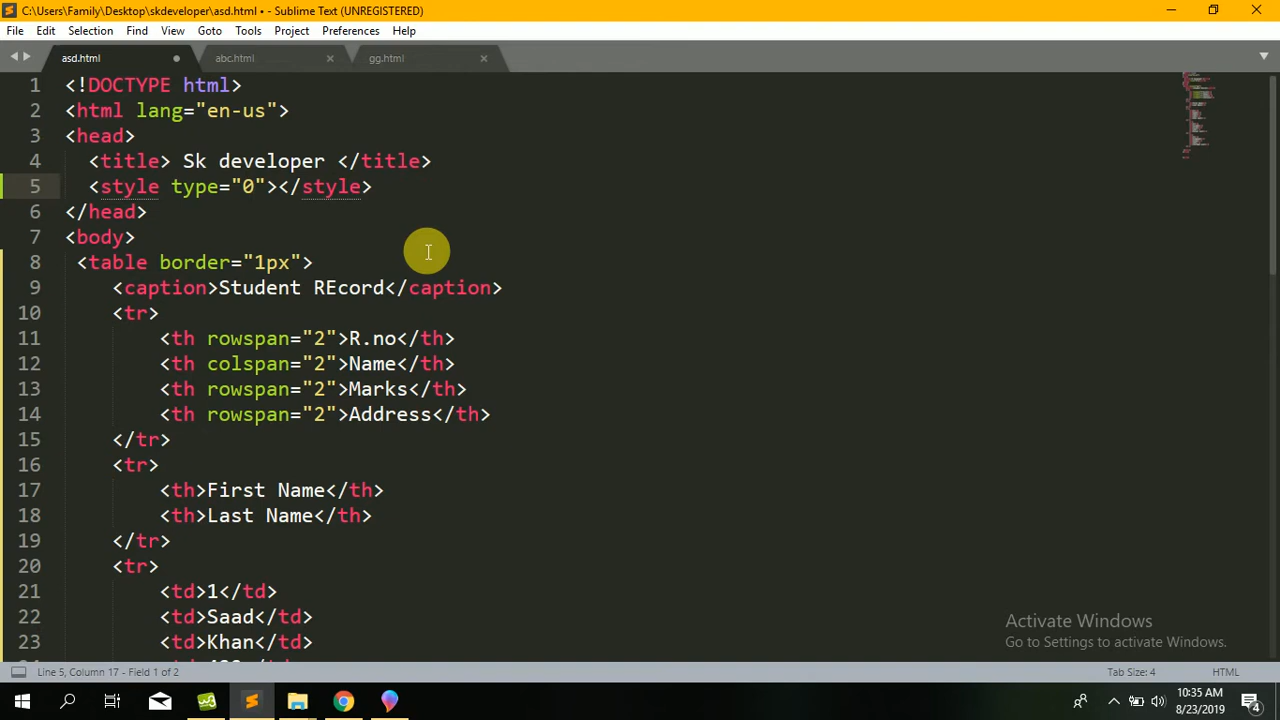 C:\Users\Family\Desktop\skdeveloper\asd.html • - Sublime Text (UNREGISTERED)
File Edit Selection Find View Goto Tools Project Preferences Help
asd.html abc.html gg.html
1 <!DOCTYPE html>
2 <html lang="en-us">
3 <head>
4 <title> Sk developer </title>
5 <style type="0"></style>
6 </head>
7 <body>
8 <table border="1px">
9 <caption>Student REcord</caption>
10 <tr>
11 <th rowspan="2">R.no</th>
12 <th colspan="2">Name</th>
13 <th rowspan="2">Marks</th>
14 <th rowspan="2">Address</th>
15 </tr>
16 <tr>
17 <th>First Name</th>
18 <th>Last Name</th>
19 </tr>
20 <tr>
21 <td>1</td>
22 <td>Saad</td>
23 <td>Khan</td>
Activate Windows
Go to Settings to activate Windows.
Line 5, Column 17 - Field 1 of 2 Tab Size: 4 HTML
10:35 AM
8/23/2019
4